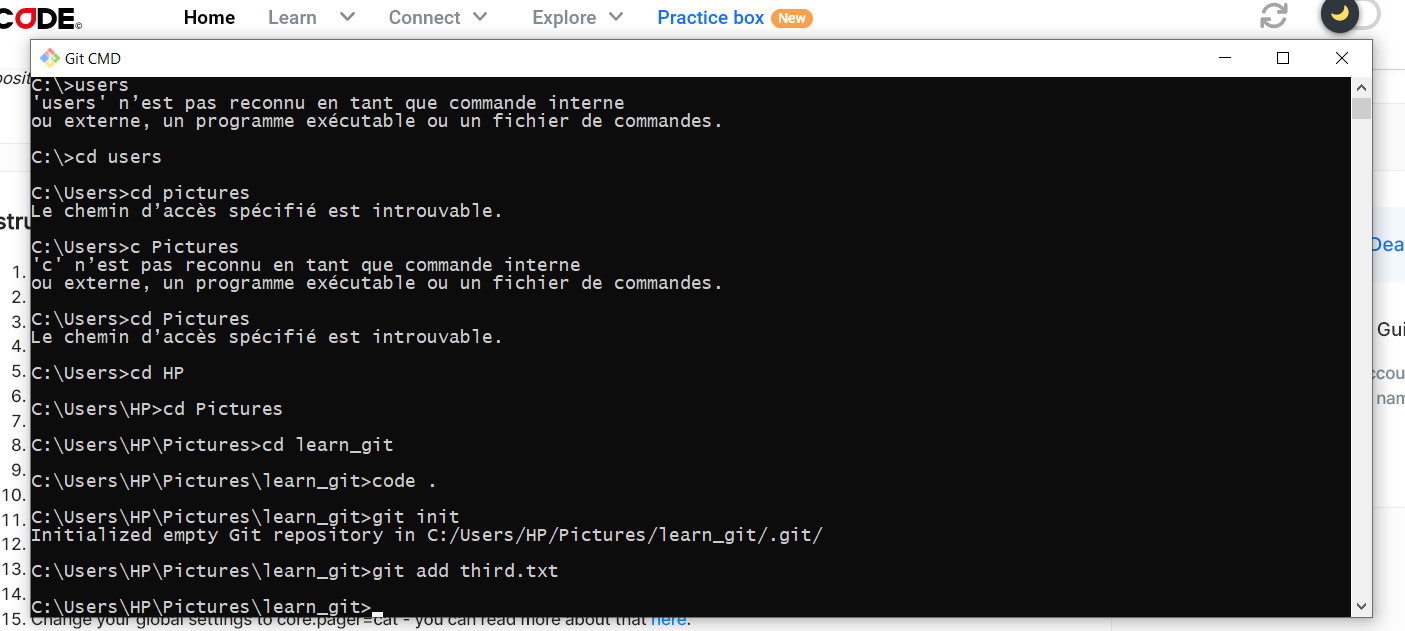 CODE©
Home Learn Connect Explore Practice box New
Git CMD
C:\>users
'users' n'est pas reconnu en tant que commande interne
ou externe, un programme exécutable ou un fichier de commandes.
C:\>cd users
C:\Users>cd pictures
Le chemin d'accès spécifié est introuvable.
C:\Users>c Pictures
'c' n'est pas reconnu en tant que commande interne
ou externe, un programme exécutable ou un fichier de commandes.
C:\Users>cd Pictures
Le chemin d'accès spécifié est introuvable.
C:\Users>cd HP
C:\Users\HP>cd Pictures
C:\Users\HP\Pictures>cd learn_git
C:\Users\HP\Pictures\learn_git>code .
C:\Users\HP\Pictures\learn_git>git init
Initialized empty Git repository in C:/Users/HP/Pictures/learn_git/.git/
C:\Users\HP\Pictures\learn_git>git add third.txt
C:\Users\HP\Pictures\learn_git>
posit
stru
1.
2.
3.
4.
5.
6.
7.
8.
9.
10.
11.
12.
13.
14.
15. Change your global settings to core.pager=cat - you can read more about that here.
Dea
Gui
ccou
nam